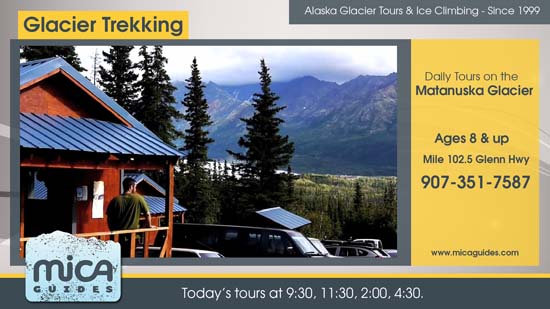 Glacier Trekking
Alaska Glacier Tours & Ice Climbing - Since 1999
Daily Tours on the
Matanuska Glacier
Ages 8 & up
Mile 102.5 Glenn Hwy
907-351-7587
www.micaguides.com
MICA
GUIDES
Today's tours at 9:30, 11:30, 2:00, 4:30.